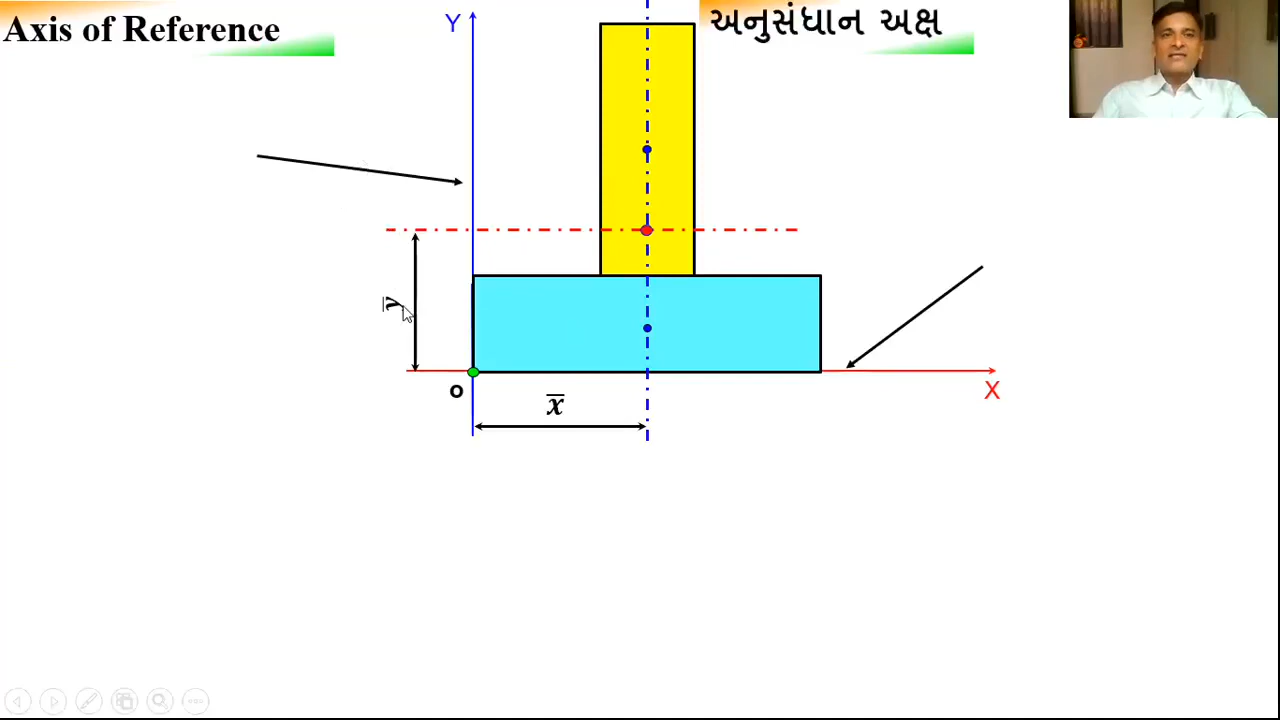 Axis of Reference
અનુસંધાન અક્ષ
Y
y̅
o
x̅
X